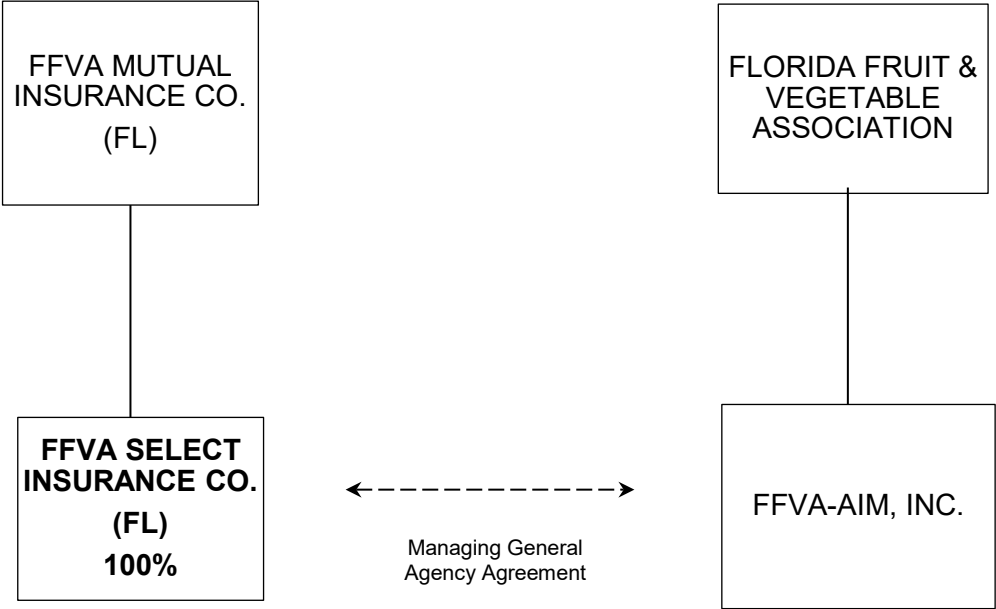 FFVA MUTUAL
INSURANCE CO.
(FL)
FLORIDA FRUIT &
VEGETABLE
ASSOCIATION
FFVA SELECT
INSURANCE CO.
(FL)
100%
Managing General
Agency Agreement
FFVA-AIM, INC.